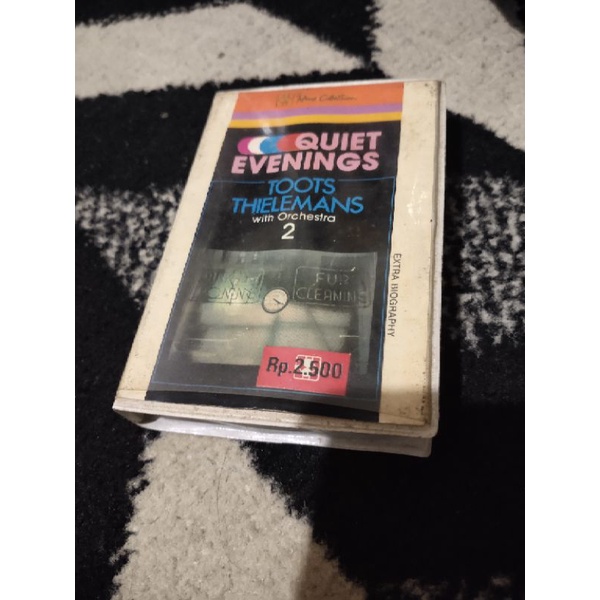 QUIET
EVENINGS
TOOTS
THIELEMANS
with Orchestra
2
FUR
CLEANING
Rp.2.500
EXTRA BIOGRAPHY